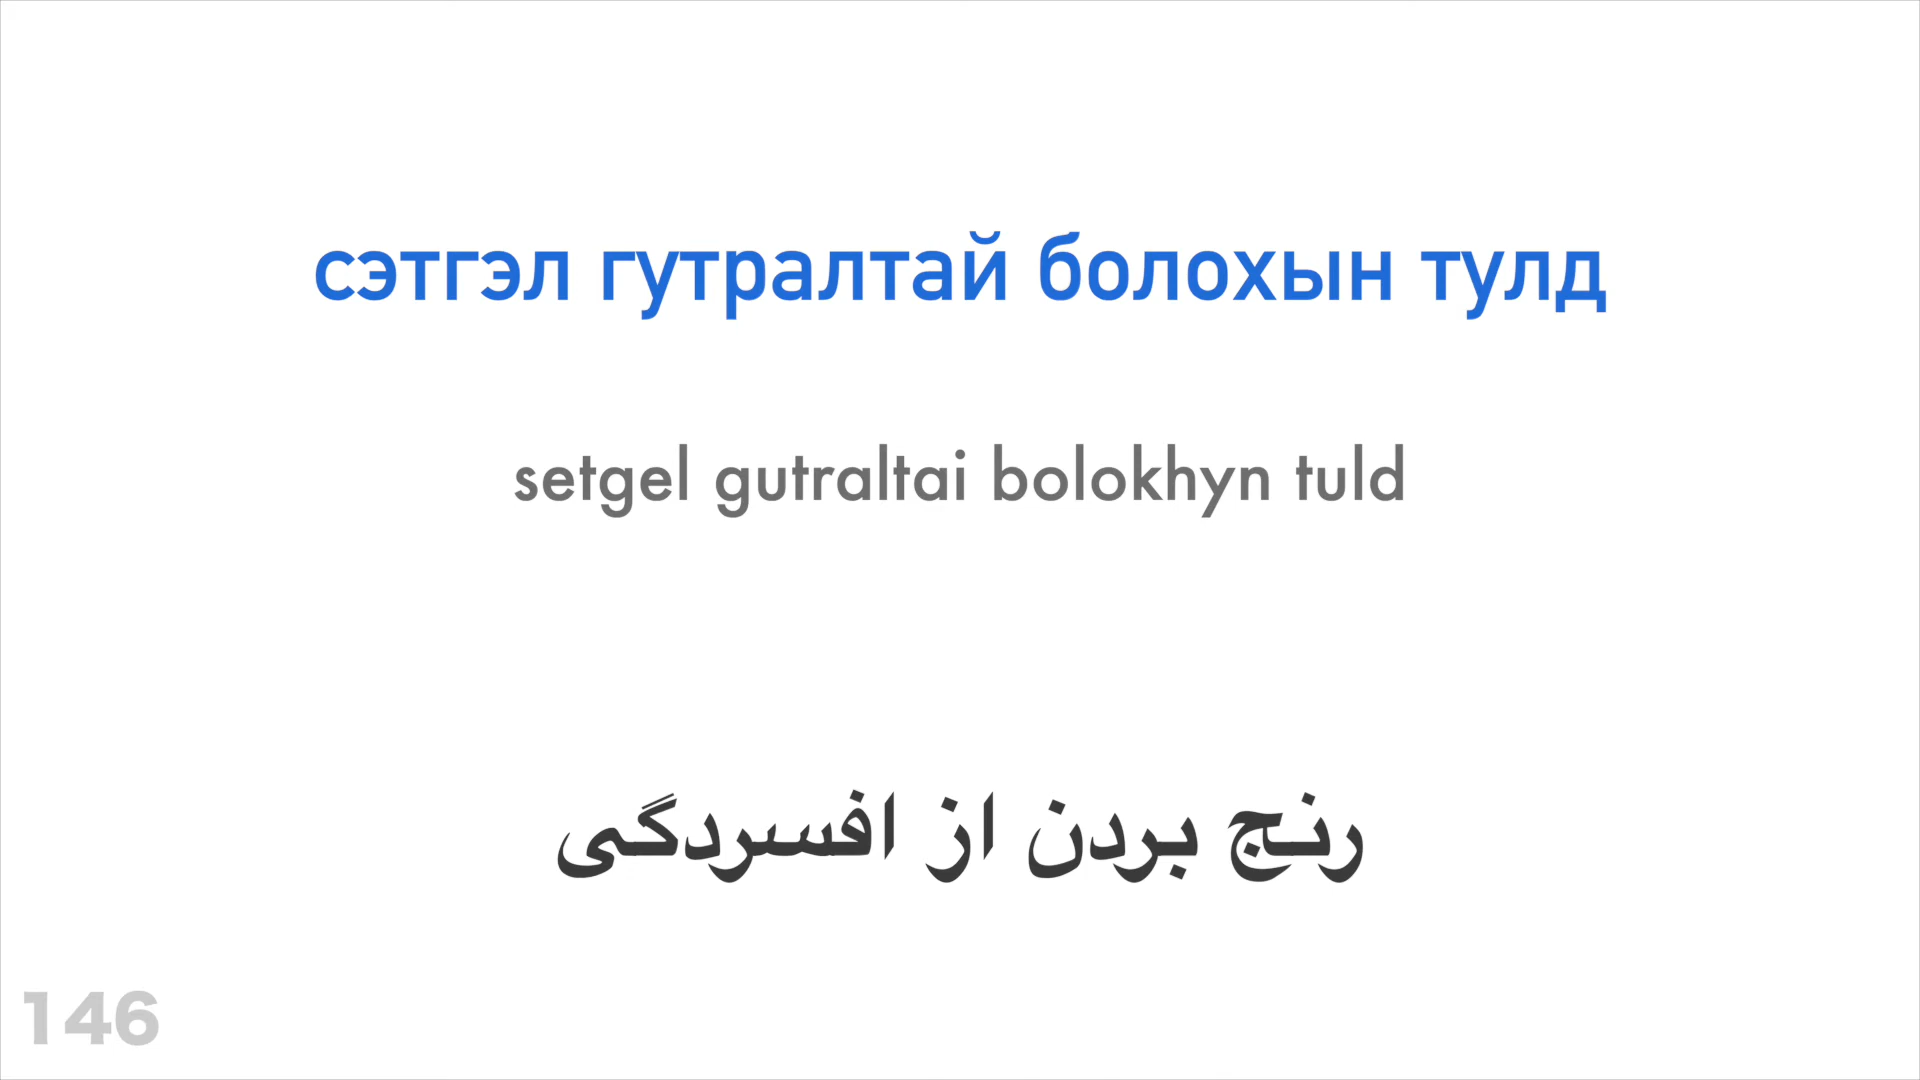 сэтгэл гутралтай болохын тулд
setgel gutraltai bolokhyn tuld
رنج بردن از افسردگی
146